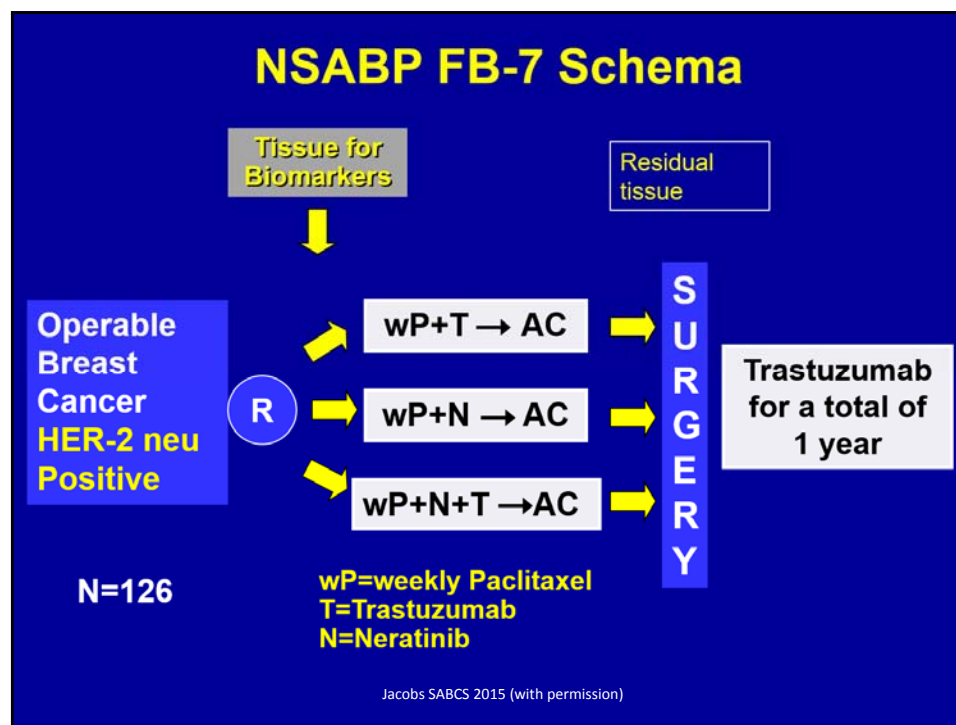 NSABP FB-7 Schema
Tissue for
Biomarkers
Residual
tissue
Operable
Breast
Cancer
HER-2 neu
Positive
R
wP+T → AC
wP+N → AC
wP+N+T →AC
S
U
R
G
E
R
Y
Trastuzumab
for a total of
1 year
N=126
wP=weekly Paclitaxel
T=Trastuzumab
N=Neratinib
Jacobs SABCS 2015 (with permission)